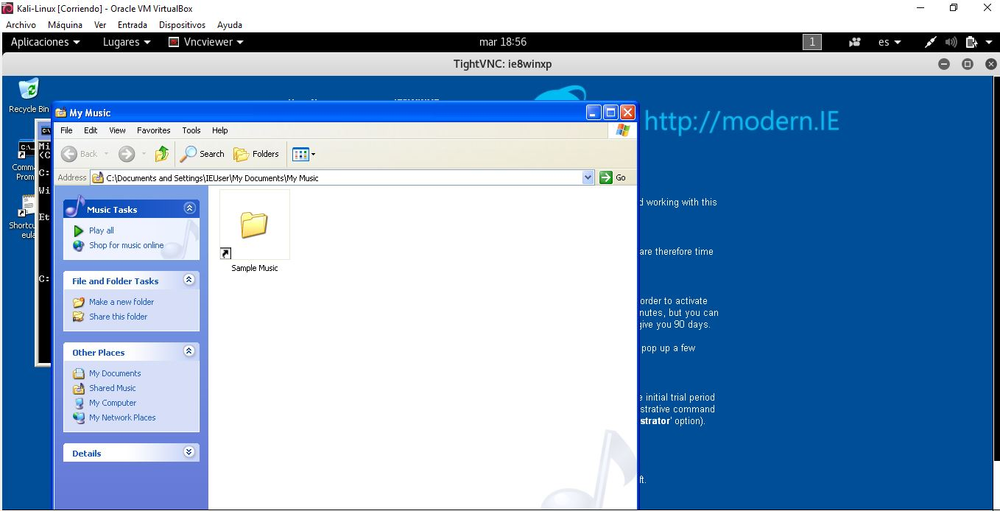 Kali-Linux [Corriendo] - Oracle VM VirtualBox
Archivo Máquina Ver Entrada Dispositivos Ayuda
Aplicaciones Lugares Vncviewer mar 18:56 1 es
TightVNC: ie8winxp
Recycle Bin
http://modern.IE
My Music
File Edit View Favorites Tools Help
Back Search Folders
Address C:\Documents and Settings\IEUser\My Documents\My Music Go
C:\
Mi
<C
C:
Wi
Et
C:
C:\
Comma
Prom
Shortcu
eula
Music Tasks
Play all
Shop for music online
File and Folder Tasks
Make a new folder
Share this folder
Other Places
My Documents
Shared Music
My Computer
My Network Places
Details
Sample Music
d working with this
are therefore time
order to activate
nutes, but you can
give you 90 days.
pop up a few
e initial trial period
strative command
strator' option).
ft.